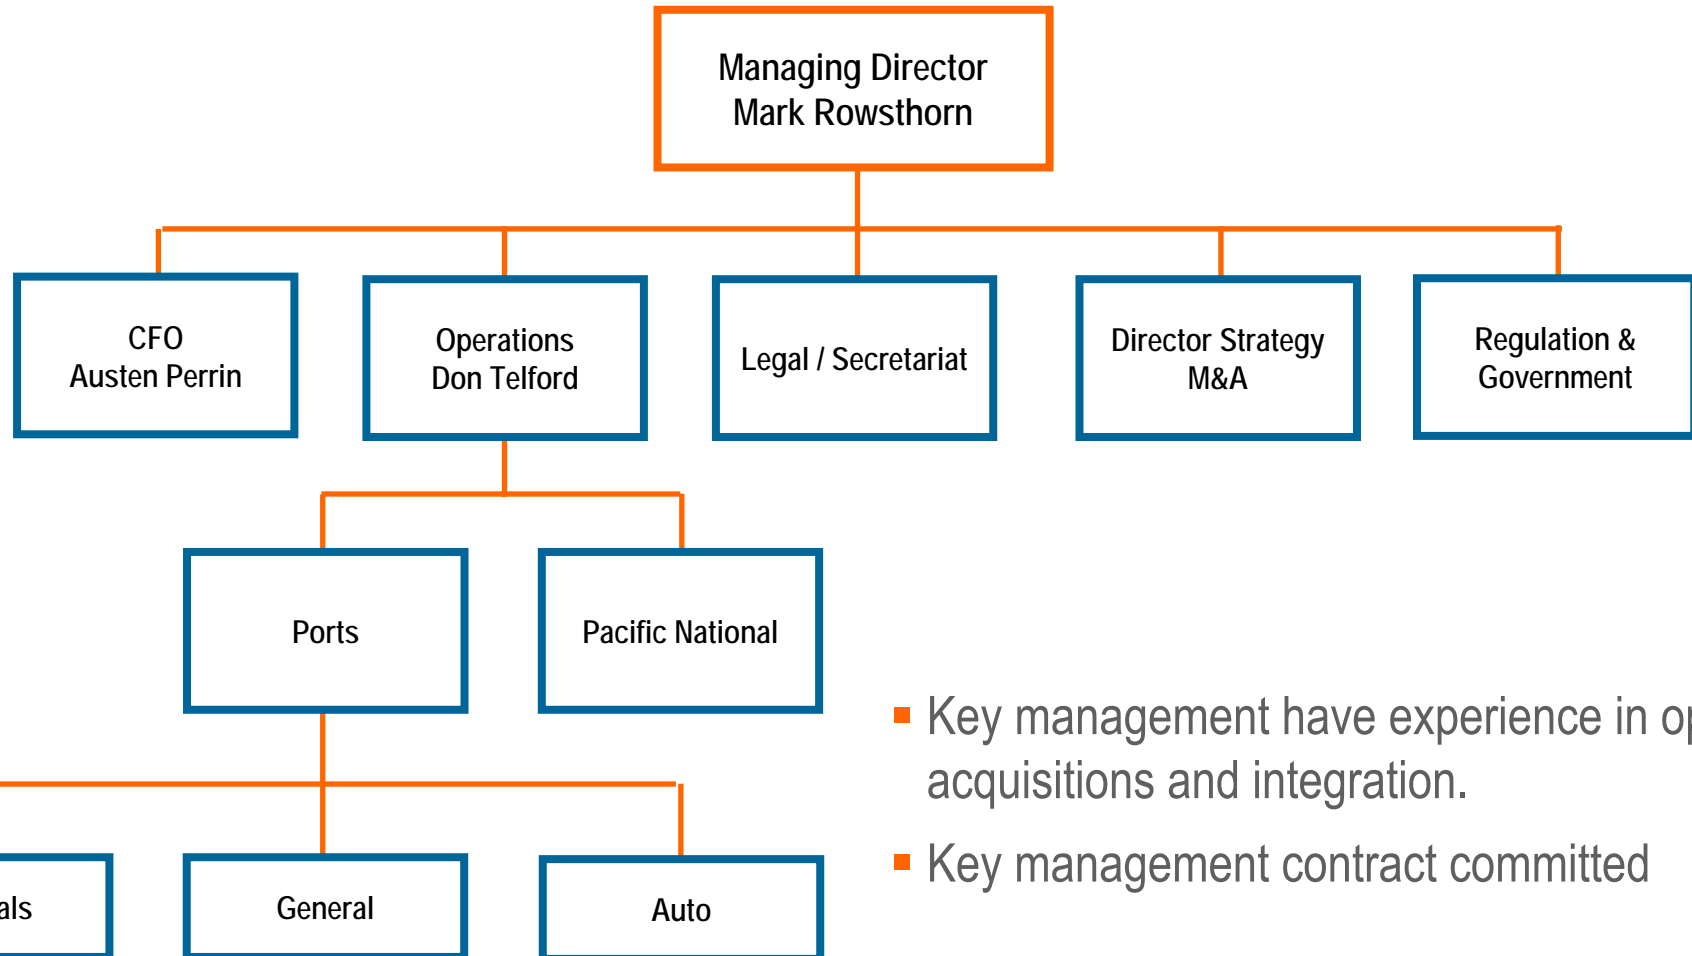 Managing Director
Mark Rowsthorn
CFO
Austen Perrin
Operations
Don Telford
Legal / Secretariat
Director Strategy
M&A
Regulation &
Government
Ports
Pacific National
Key management have experience in
acquisitions and integration.
Key management contract committed
General
Auto